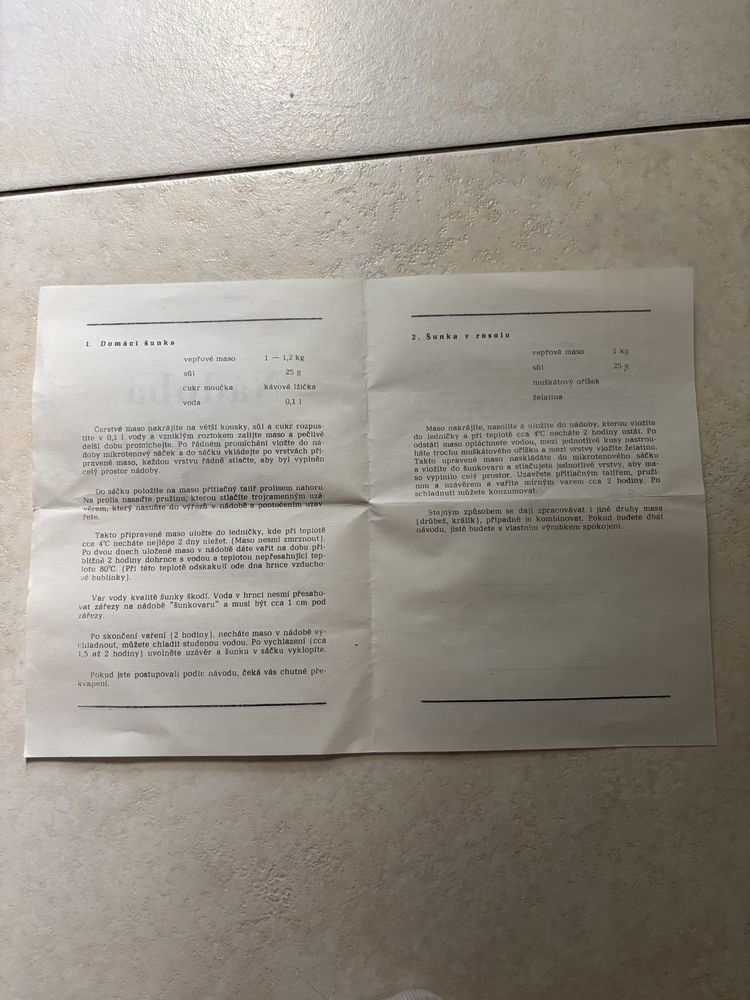 1. Domácí šunka
vepřové maso 1 — 1,2 kg
sůl 25 g
cukr moučka kávová lžička
voda 0,1 l
Čerstvé maso nakrájíte na větší kousky, sůl a cukr rozpus-
títe v 0,1 l vody a vzniklým roztokem zalijte maso a pečlivě
delší dobu promíchejte. Po řádném promíchání vložte do ná-
doby mikrotenový sáček a do sáčku vkládejte po vrstvách při-
pravené maso, každou vrstvu řádně stlačte, aby byl vyplněn
celý prostor nádoby.
Do sáčku položíte na maso přítlačný talíř prolisem nahoru.
Na prolis nasaďte pružinu, kterou stlačíte trojramenným uzá-
věrem, který nasuňte do výřezů v nádobě a pootočením uzav-
řete.
Takto připravené maso uložte do ledničky, kde při teplotě
cca 4°C necháte nejlépe 2 dny uležet. (Maso nesmí zmrznout).
Po dvou dnech uložené maso v nádobě dáte vařit na dobu při-
bližně 2 hodiny dohrnce s vodou a teplotou nepřesahující tep-
lotu 80°C. (Při této teplotě odskakují ode dna hrnce vzducho-
vé bublinky).
Var vody kvalitě šunky škodí. Voda v hrnci nesmí přesaho-
vat zářezy na nádobě "šunkovaru" a musí být cca 1 cm pod
zářezy.
Po skončení vaření (2 hodiny), necháte maso v nádobě vy-
chladnout, můžete chladit studenou vodou. Po vychlazení (cca
1,5 až 2 hodiny) uvolněte uzávěr a šunku v sáčku vyklopíte.
Pokud jste postupovali podle návodu, čeká vás chutné pře-
kvapení.
2. Šunka v rosolu
vepřové maso 1 kg
sůl 25 g
muškátový oříšek
želatina
Maso nakrájíte, nasolíte a uložíte do nádoby, kterou vložíte
do ledničky a při teplotě cca 4°C necháte 2 hodiny ustát. Po
odstátí maso opláchnete vodou, mezi jednotlivé kusy nastrou-
háte trochu muškátového oříšku a mezi vrstvy vložíte želatinu.
Takto upravené maso naskládáte do mikrotenového sáčku
a vložíte do šunkovaru a stlačujete jednotlivé vrstvy, aby ma-
so vyplnilo celý prostor. Uzavřete přítlačným talířem, pruži-
nou a uzávěrem a vaříte mírným varem cca 2 hodiny. Po
schladnutí můžete konzumovat.
Stejným způsobem se dají zpracovávat i jiné druhy masa
(drůbež, králík), případně je kombinovat. Pokud budete dbát
návodu, jistě budete s vlastním výrobkem spokojeni.